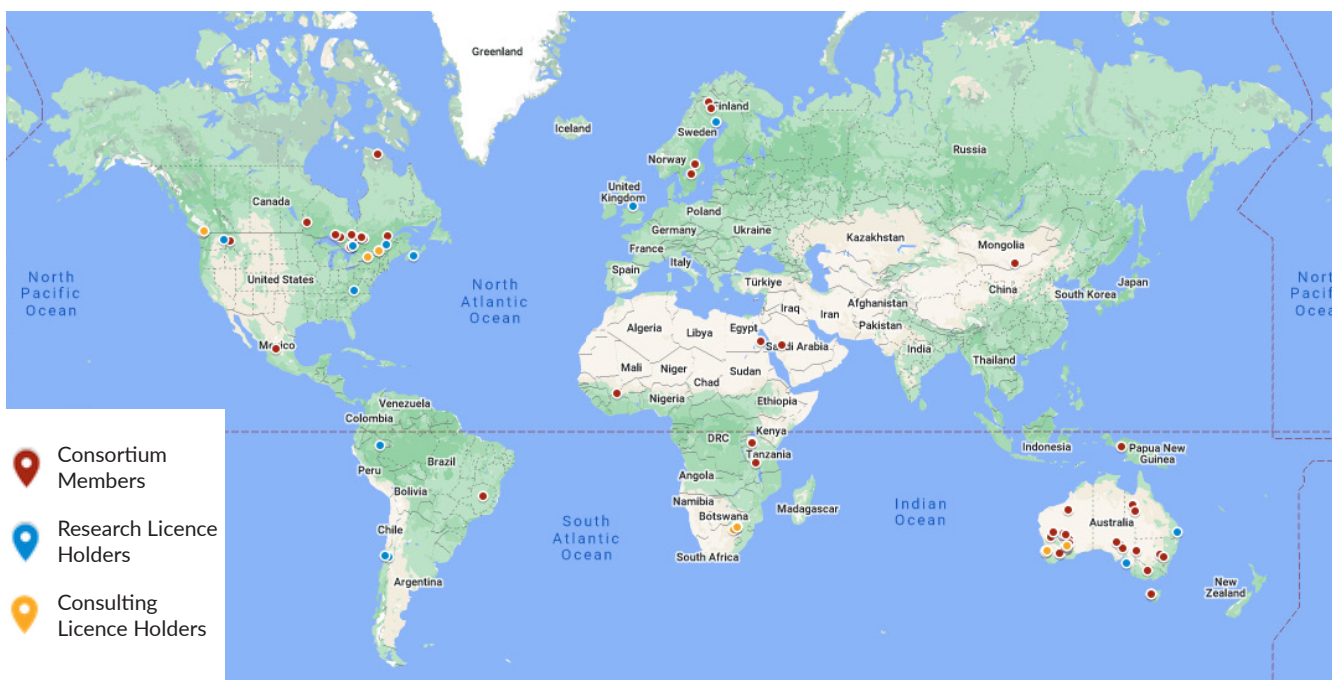 Greenland
Iceland
Finland
Sweden
Norway
Russia
Canada
United
Kingdom
Poland
Germany
Ukraine
France
Kazakhstan
Mongolia
North
Pacific
Ocean
United States
North
Atlantic
Ocean
Spain
Italy
Türkiye
China
Japan
South Korea
Nort
Pacif
Ocea
Iraq
Iran
Afghanistan
Pakistan
Algeria
Libya
Egypt
Saudi Arabia
India
Mexico
Mali
Niger
Chad
Sudan
Thailand
Venezuela
Colombia
Nigeria
Ethiopia
DRC
Kenya
Tanzania
Indonesia
Papua New
Guinea
Peru
Brazil
Angola
Bolivia
Namibia
Botswana
Madagascar
Indian
Ocean
Australia
South
Atlantic
Ocean
Chile
South Africa
Argentina
New
Zealand
Consortium
Members
Research Licence
Holders
Consulting
Licence Holders